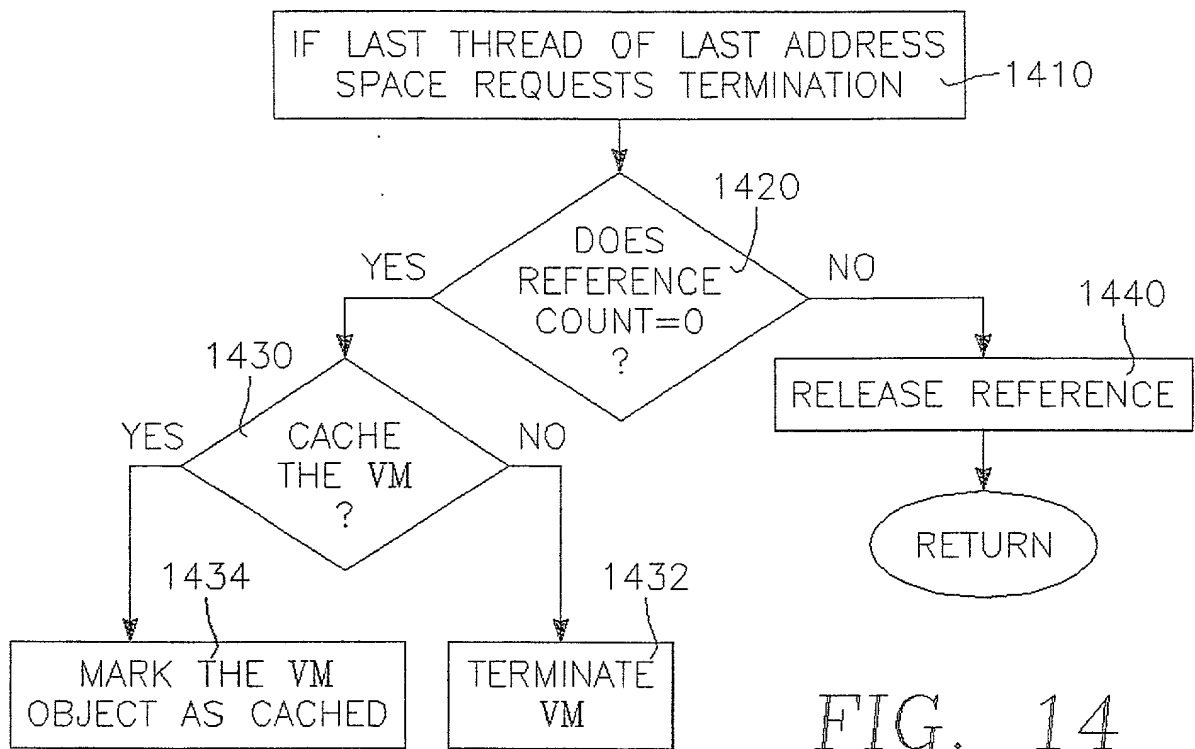 IF LAST THREAD OF LAST ADDRESS
SPACE REQUESTS TERMINATION
1410
1420
DOES
REFERENCE
COUNT=0
?
YES
NO
1430
1440
CACHE
THE VM
?
YES
NO
RELEASE REFERENCE
RETURN
1434
1432
MARK THE VM
OBJECT AS CACHED
TERMINATE
VM
FIG. 14